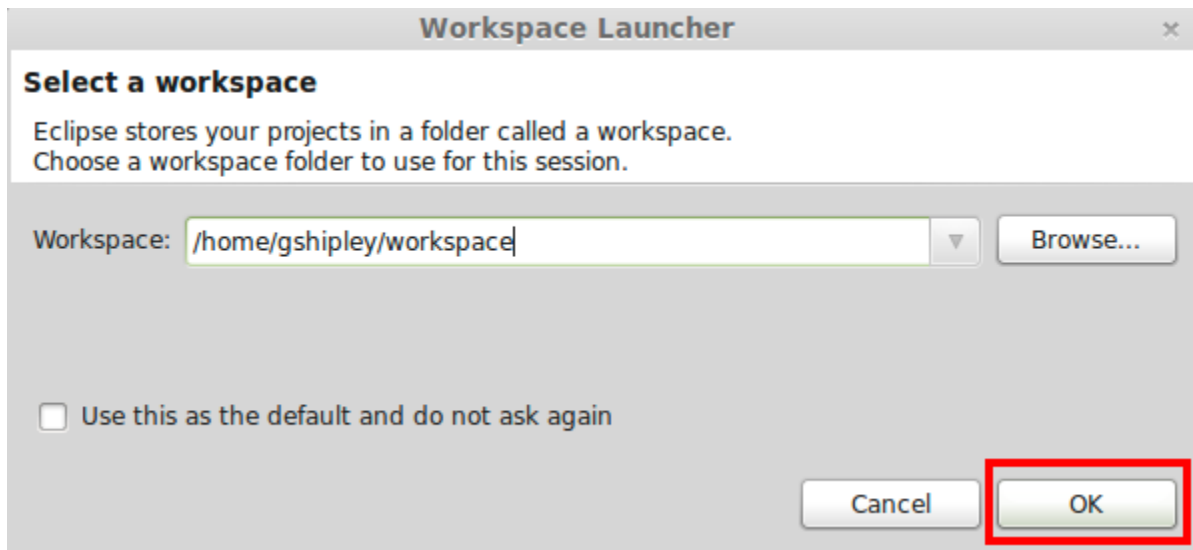 Workspace Launcher
Select a workspace
Eclipse stores your projects in a folder called a workspace.
Choose a workspace folder to use for this session.
Workspace: /home/gshipley/workspace Browse...
Use this as the default and do not ask again
Cancel OK